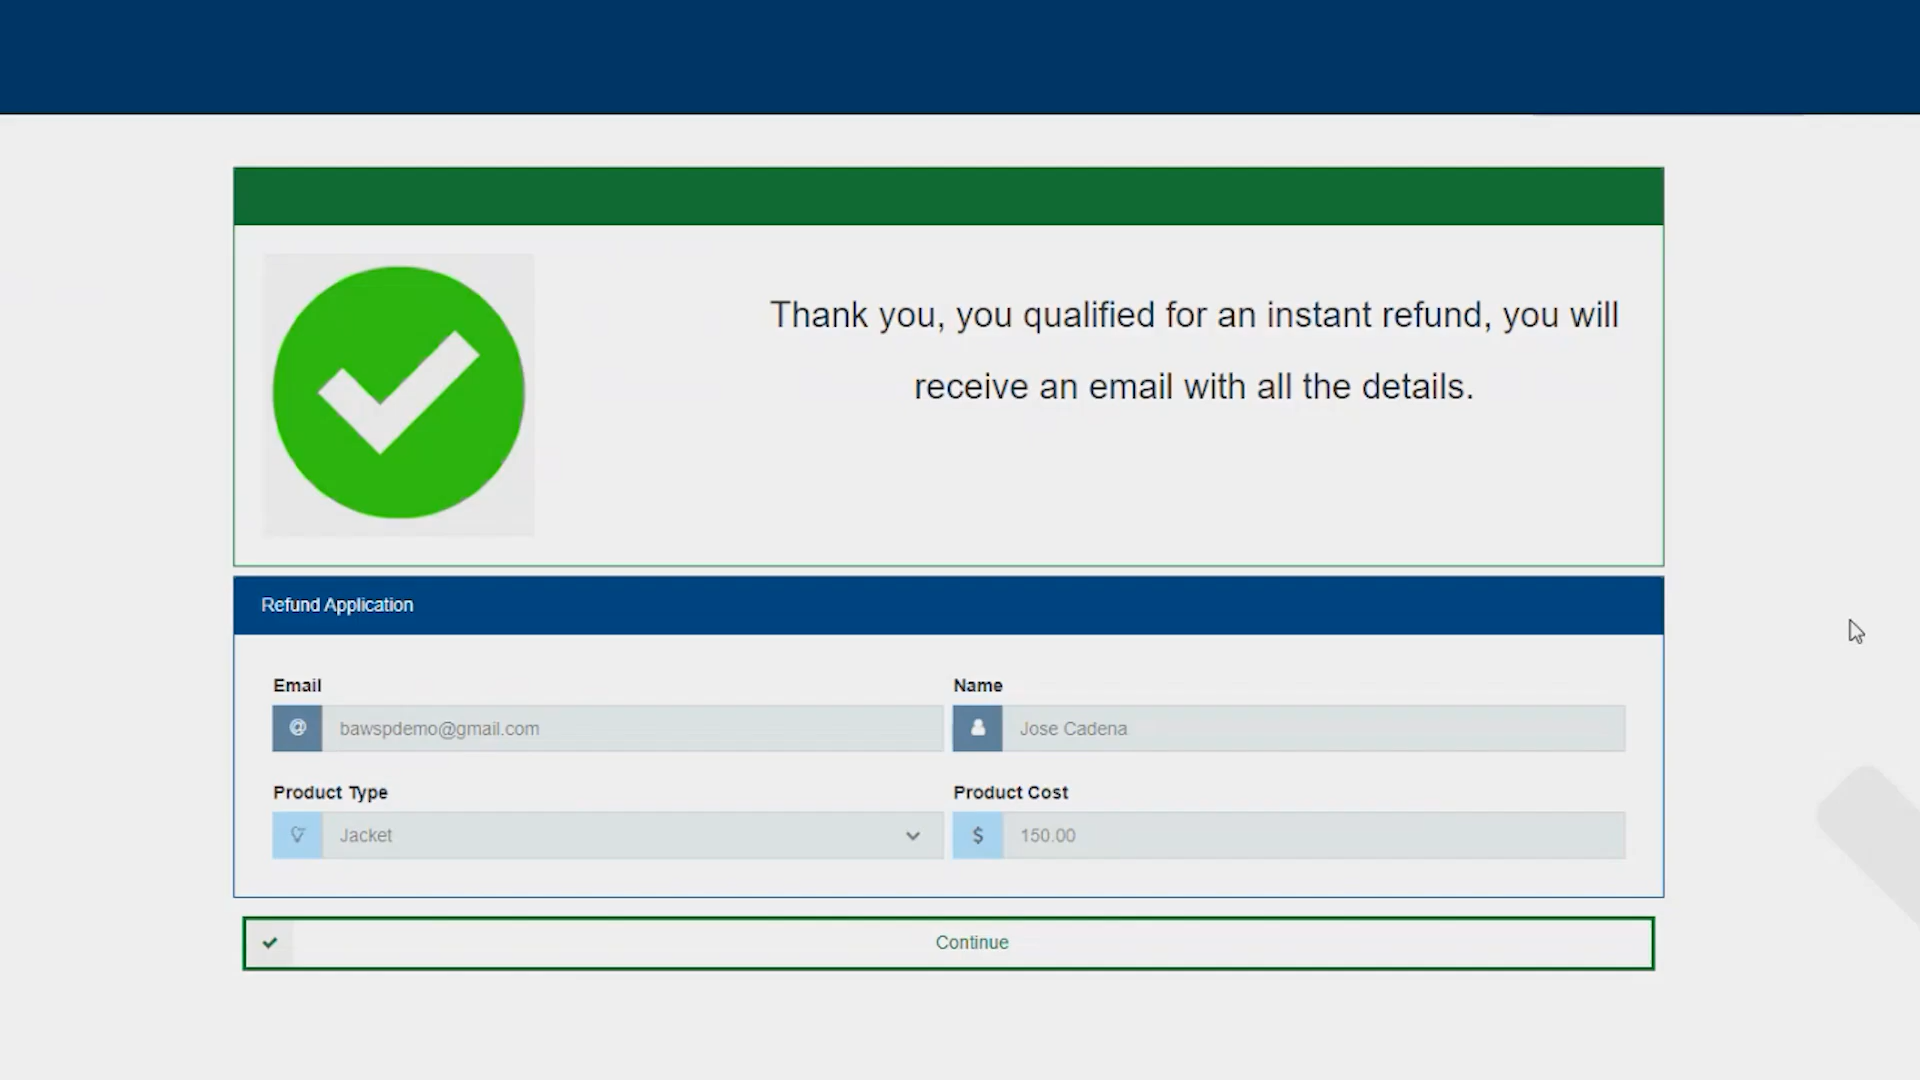 Thank you, you qualified for an instant refund, you will
receive an email with all the details.
Refund Application
Email
Name
@ bawspdemo@gmail.com
Jose Cadena
Product Type
Product Cost
Jacket
$ 150.00
Continue